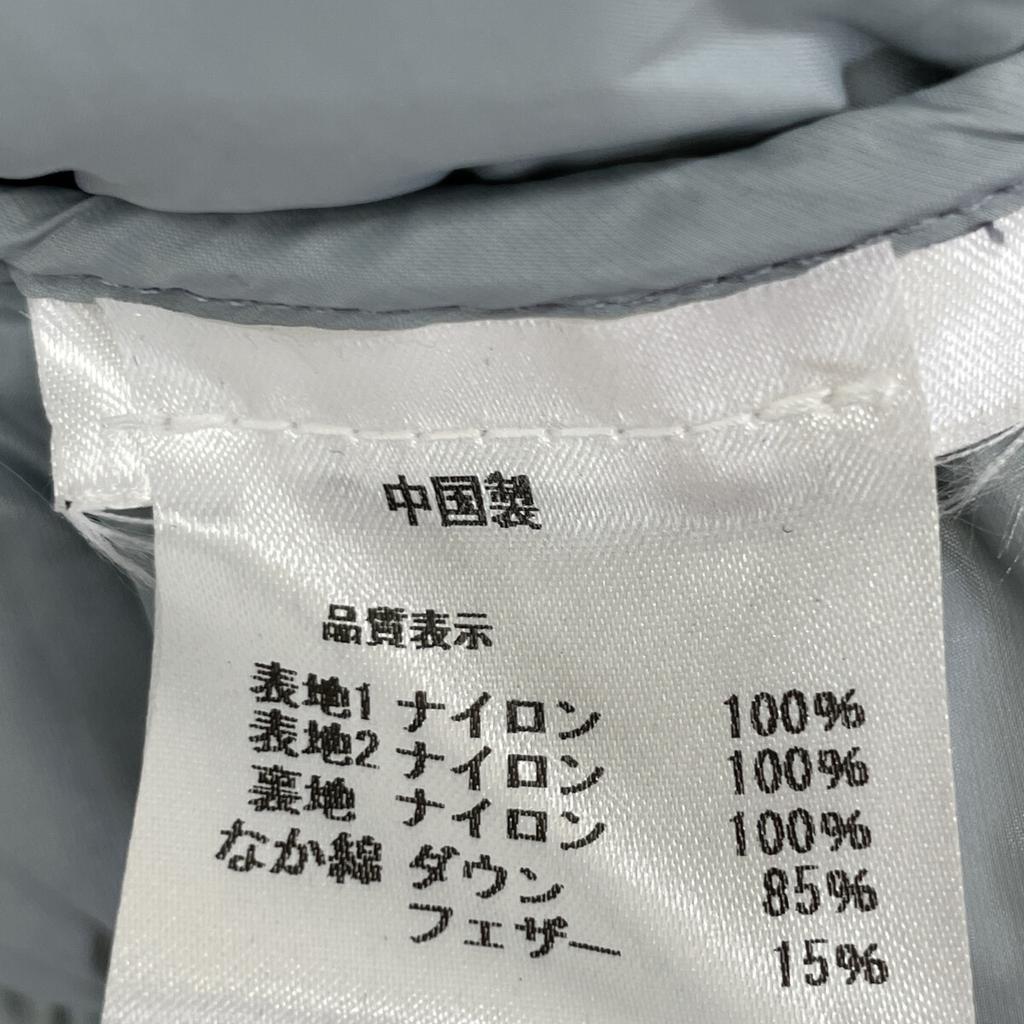 中国製
品質表示
表地1 ナイロン 100%
表地2 ナイロン 100%
裏地 ナイロン 100%
なか綿 ダウン 85%
フェザー 15%